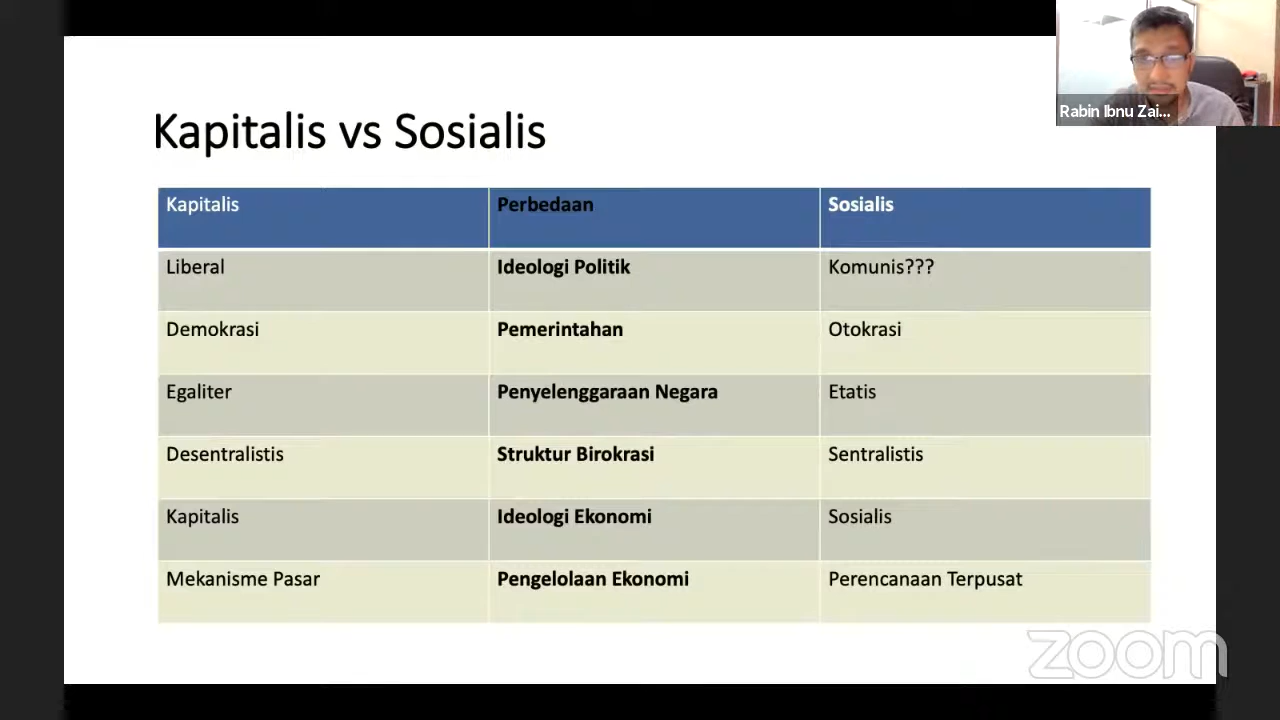 Rabin Ibnu Zai...
Kapitalis vs Sosialis
Kapitalis Perbedaan Sosialis
Liberal Ideologi Politik Komunis???
Demokrasi Pemerintahan Otokrasi
Egaliter Penyelenggaraan Negara Etatis
Desentralistis Struktur Birokrasi Sentralistis
Kapitalis Ideologi Ekonomi Sosialis
Mekanisme Pasar Pengelolaan Ekonomi Perencanaan Terpusat
zoom